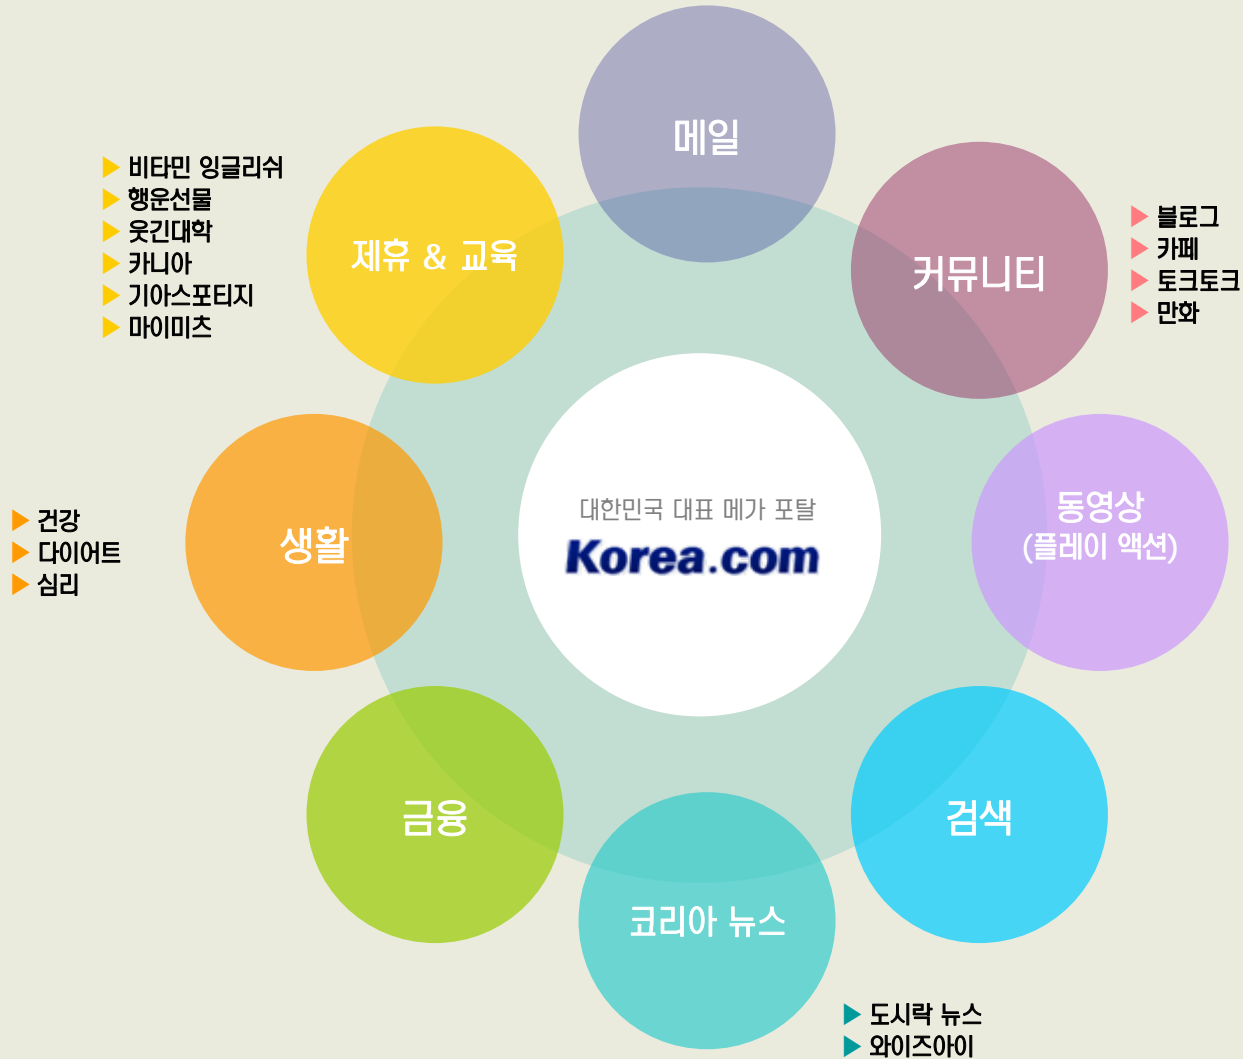 메일
비타민 잉글리쉬
행운선물
웃긴대학
카니아
기아스포티지
마이미츠
제휴 & 교육
커뮤니티
블로그
카페
토크토크
만화
대한민국 대표 메가 포탈
Korea.com
건강
다이어트
심리
생활
동영상
(플레이 액션)
금융
검색
코리아 뉴스
도시락 뉴스
와이즈아이